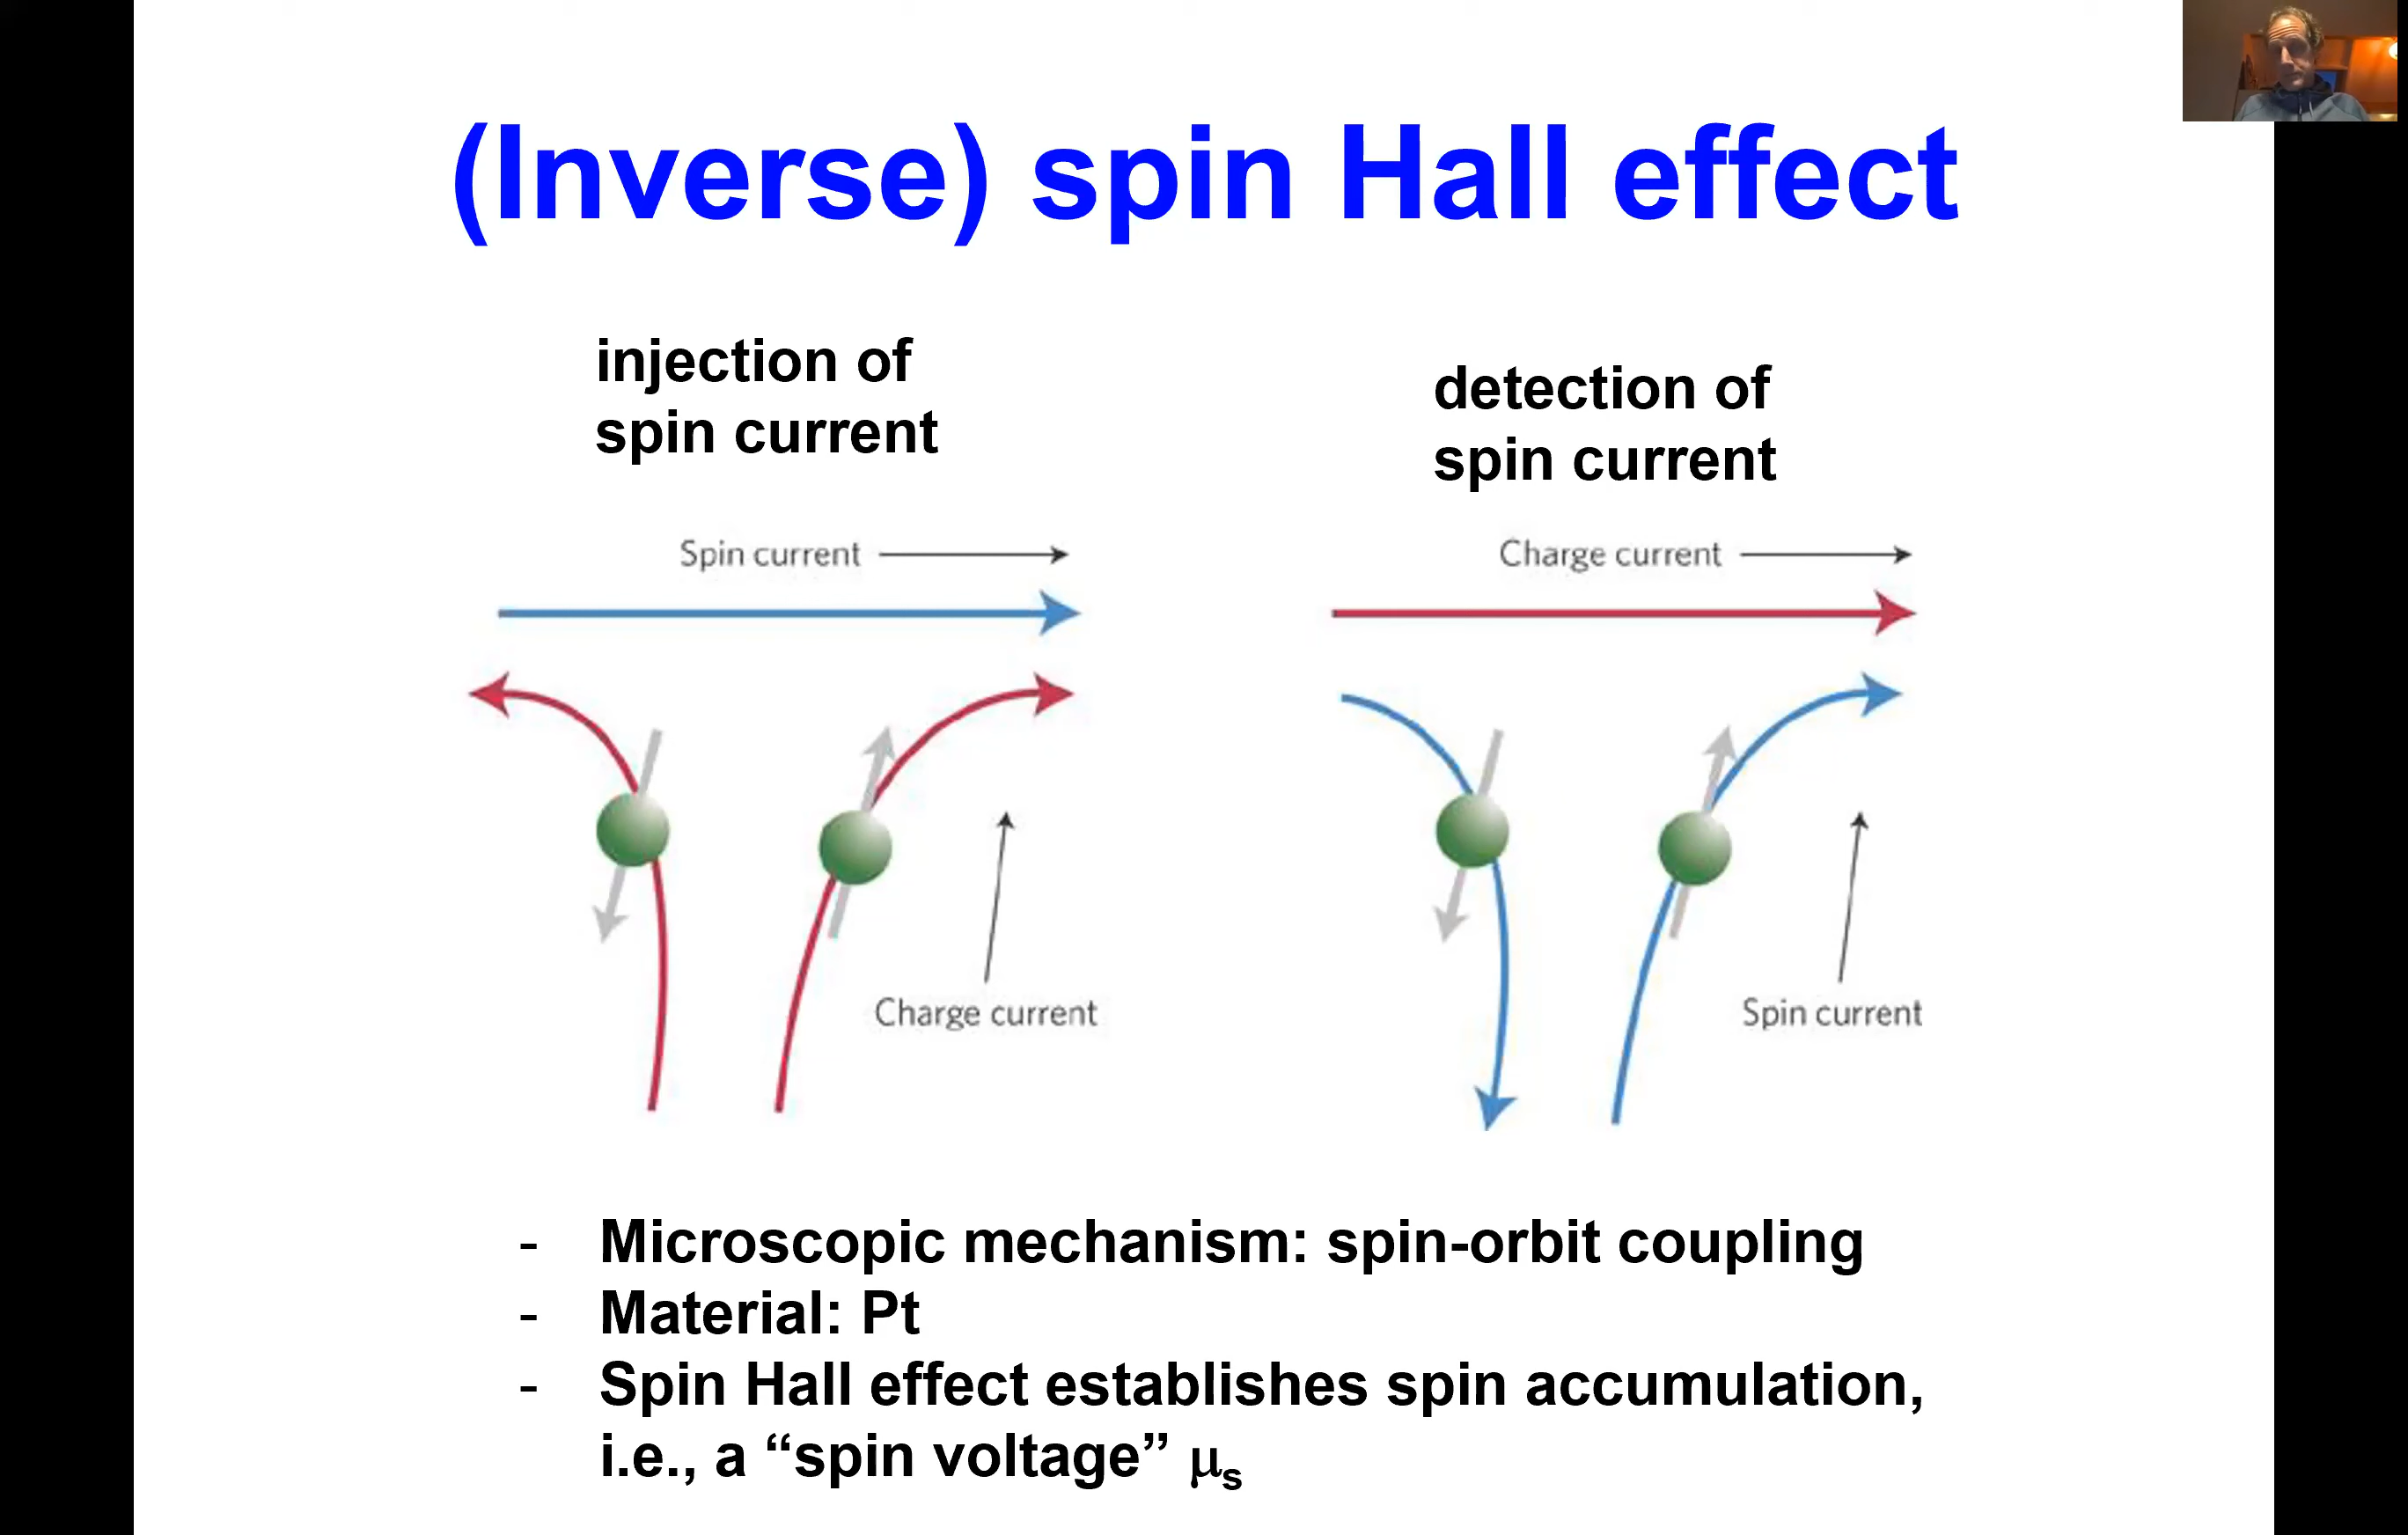 (Inverse) spin Hall effect
injection of
spin current
detection of
spin current
Spin current
Charge current
Charge current
Spin current
- Microscopic mechanism: spin-orbit coupling
- Material: Pt
- Spin Hall effect establishes spin accumulation,
i.e., a “spin voltage” μs